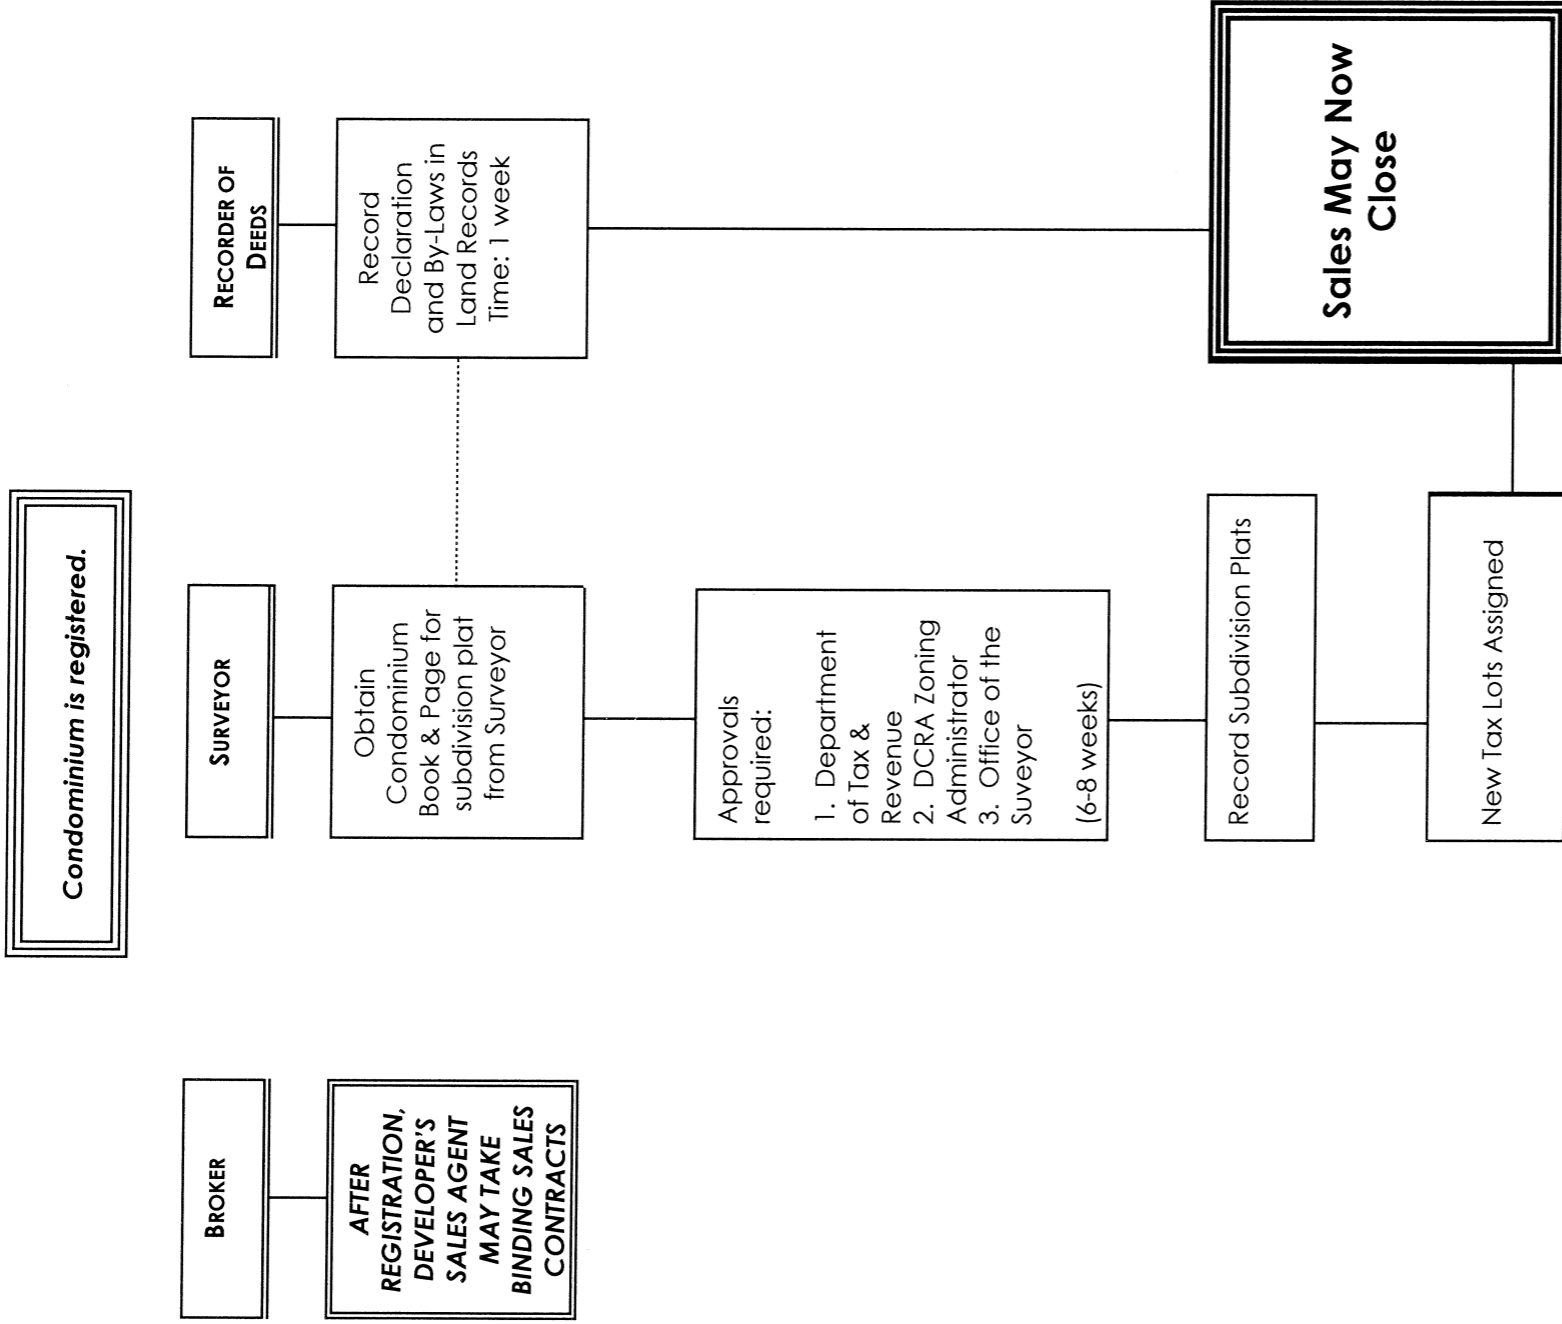 Condominium is registered.
BROKER
AFTER
REGISTRATION,
DEVELOPER'S
SALES AGENT
MAY TAKE
BINDING SALES
CONTRACTS
SURVEYOR
Obtain
Condominium
Book & Page for
subdivision plat
from Surveyor
Approvals
required:
1. Department
of Tax &
Revenue
2. DCRA Zoning
Administrator
3. Office of the
Suveyor
(6-8 weeks)
Record Subdivision Plats
New Tax Lots Assigned
RECORDER OF
DEEDS
Record
Declaration
and By-Laws in
Land Records
Time: 1 week
Sales May Now
Close